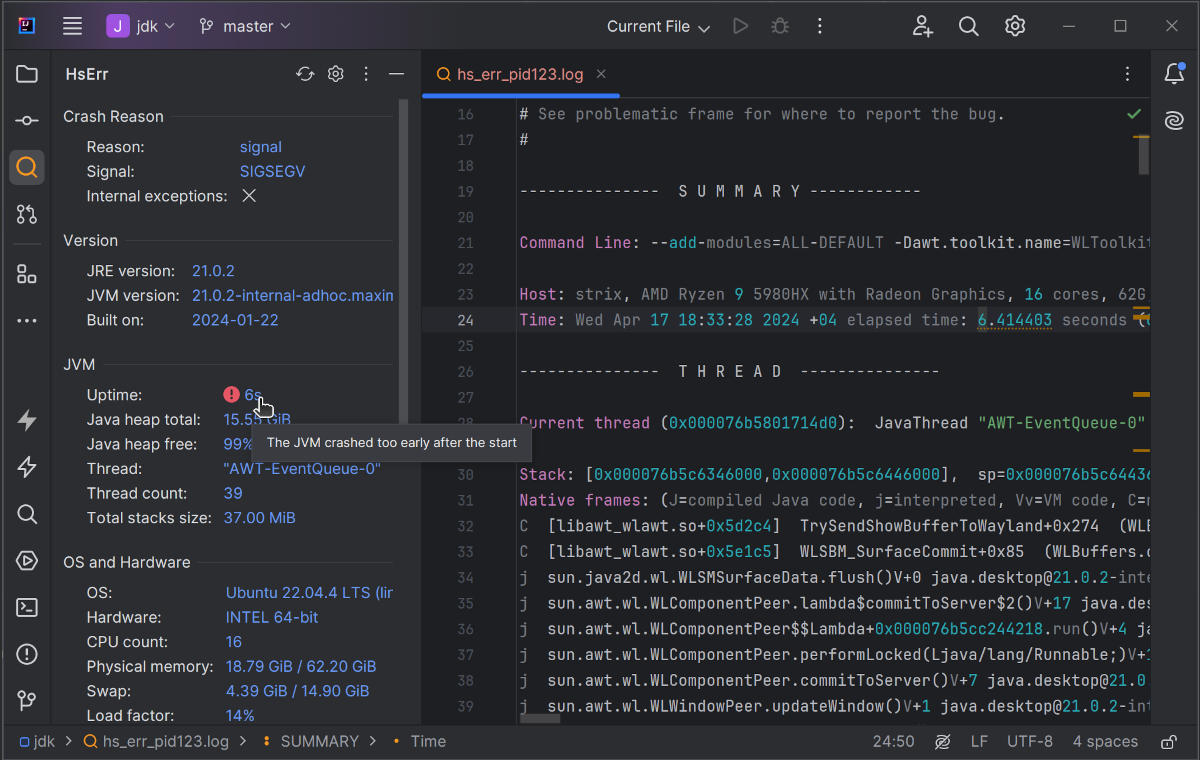 J jdk master Current File
HsErr
Crash Reason
Reason: signal
Signal: SIGSEGV
Internal exceptions:
Version
JRE version: 21.0.2
JVM version: 21.0.2-internal-adhoc.maxin
Built on: 2024-01-22
JVM
Uptime: 6s
Java heap total: 15.55 GiB
Java heap free: 99%
The JVM crashed too early after the start
Thread: "AWT-EventQueue-0"
Thread count: 39
Total stacks size: 37.00 MiB
OS and Hardware
OS: Ubuntu 22.04.4 LTS (lin
Hardware: INTEL 64-bit
CPU count: 16
Physical memory: 18.79 GiB / 62.20 GiB
Swap: 4.39 GiB / 14.90 GiB
Load factor: 14%
hs_err_pid123.log
16 # See problematic frame for where to report the bug.
17 #
18
19 --------------- S U M M A R Y ------------
20
21 Command Line: --add-modules=ALL-DEFAULT -Dawt.toolkit.name=WLToolkit
22
23 Host: strix, AMD Ryzen 9 5980HX with Radeon Graphics, 16 cores, 62G,
24 Time: Wed Apr 17 18:33:28 2024 +04 elapsed time: 6.414403 seconds
25
26 --------------- T H R E A D ---------------
27
28 Current thread (0x000076b5801714d0): JavaThread "AWT-EventQueue-0"
30 Stack: [0x000076b5c6346000,0x000076b5c6446000], sp=0x000076b5c64436
31 Native frames: (J=compiled Java code, j=interpreted, Vv=VM code, C=n
32 C [libawt_wlawt.so+0x5d2c4] TrySendShowBufferToWayland+0x274 (WLB
33 C [libawt_wlawt.so+0x5e1c5] WLSBM_SurfaceCommit+0x85 (WLBuffers.c
34 j sun.java2d.wl.WLSMSurfaceData.flush()V+0 java.desktop@21.0.2-inte
35 j sun.awt.wl.WLComponentPeer.lambda$commitToServer$2()V+17 java.des
36 j sun.awt.wl.WLComponentPeer$$Lambda+0x000076b5cc244218.run()V+4 ja
37 j sun.awt.wl.WLComponentPeer.performLocked(Ljava/lang/Runnable;)V+1
38 j sun.awt.wl.WLComponentPeer.commitToServer()V+7 java.desktop@21.0
39 j sun.awt.wl.WLWindowPeer.updateWindow()V+1 java.desktop@21.0.2-int
jdk > hs_err_pid123.log > SUMMARY > Time 24:50 LF UTF-8 4 spaces